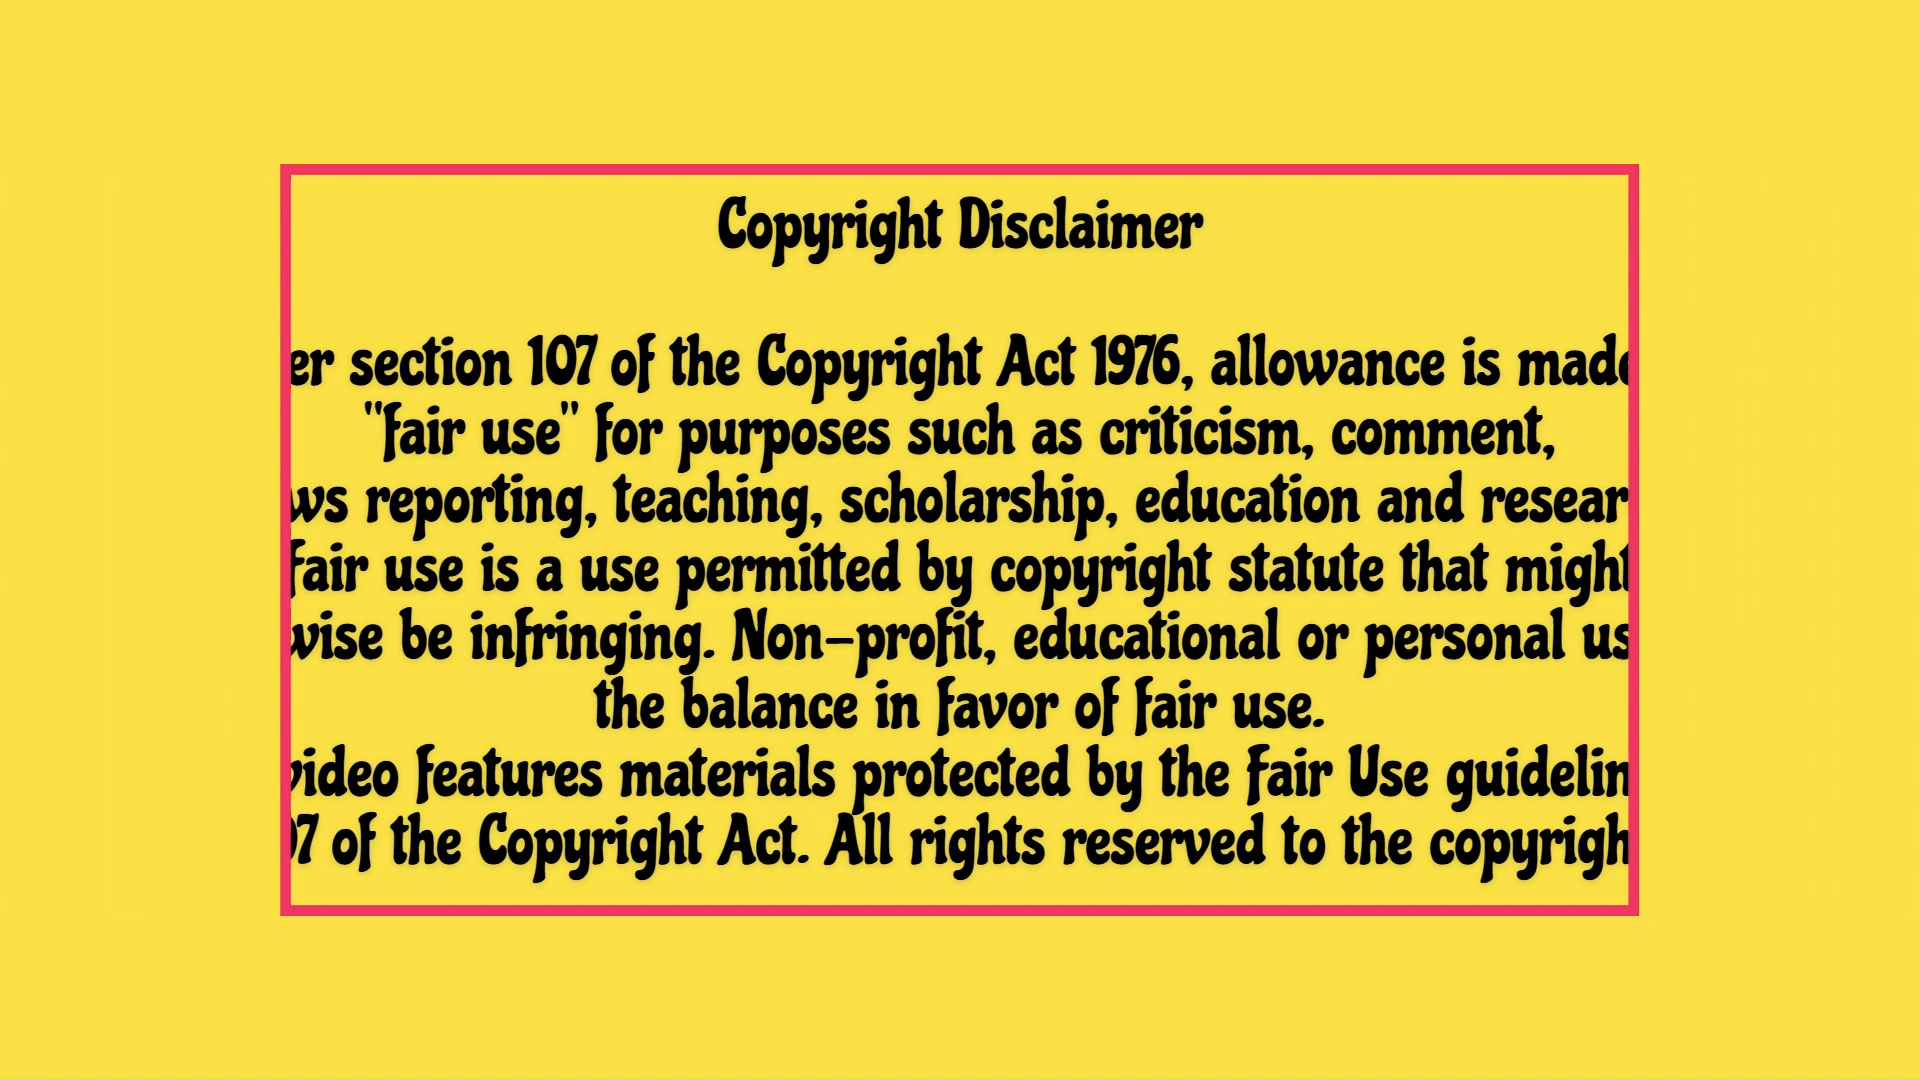 Copyright Disclaimer
er section 107 of the Copyright Act 1976, allowance is made
"fair use" for purposes such as criticism, comment,
ws reporting, teaching, scholarship, education and resear
fair use is a use permitted by copyright statute that might
wise be infringing. Non-profit, educational or personal us
the balance in favor of fair use.
video features materials protected by the Fair Use guidelin
07 of the Copyright Act. All rights reserved to the copyrigh